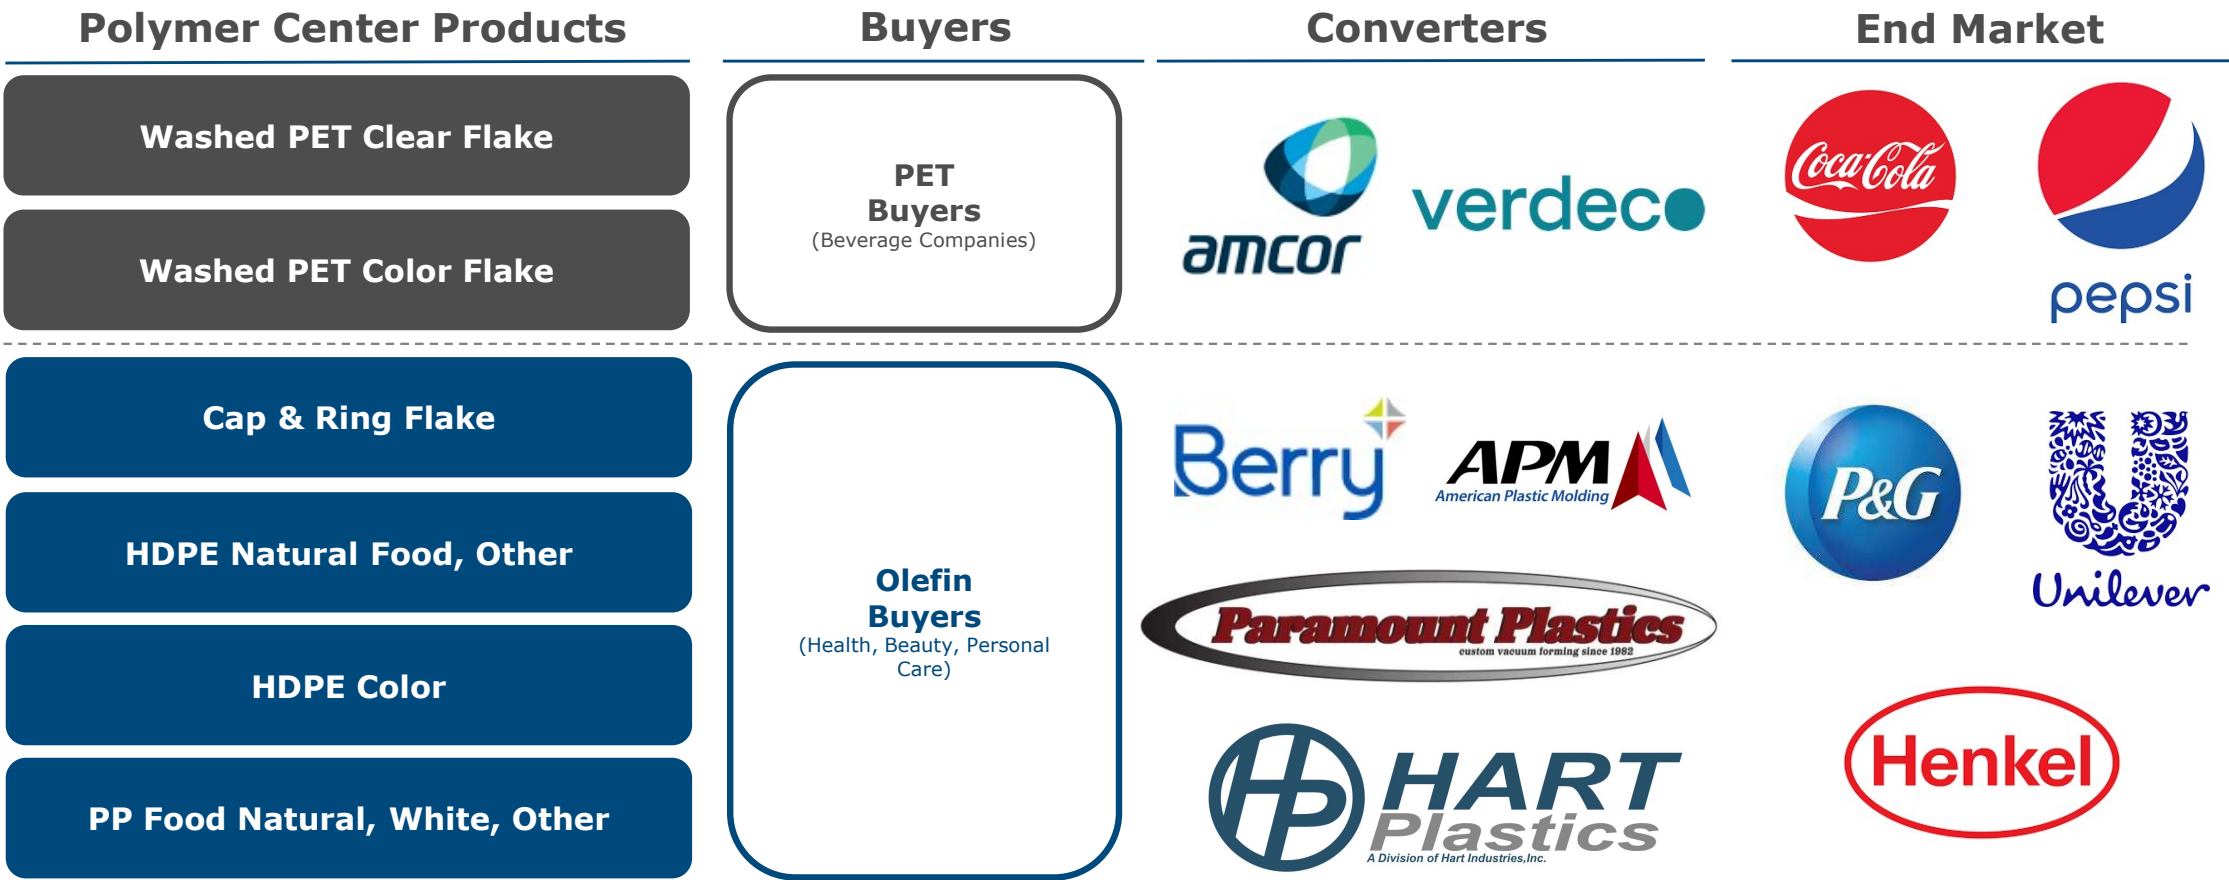 Polymer Center Products
Buyers
Converters
End Market
Washed PET Clear Flake
Washed PET Color Flake
PET
Buyers
(Beverage Companies)
amcor
verdeco
Coca-Cola
pepsi
Cap & Ring Flake
HDPE Natural Food, Other
HDPE Color
PP Food Natural, White, Other
Olefin
Buyers
(Health, Beauty, Personal
Care)
Berry
APM
American Plastic Molding
Paramount Plastics
custom vacuum forming since 1982
HP
HART
Plastics
A Division of Hart Industries,Inc.
P&G
Unilever
Henkel